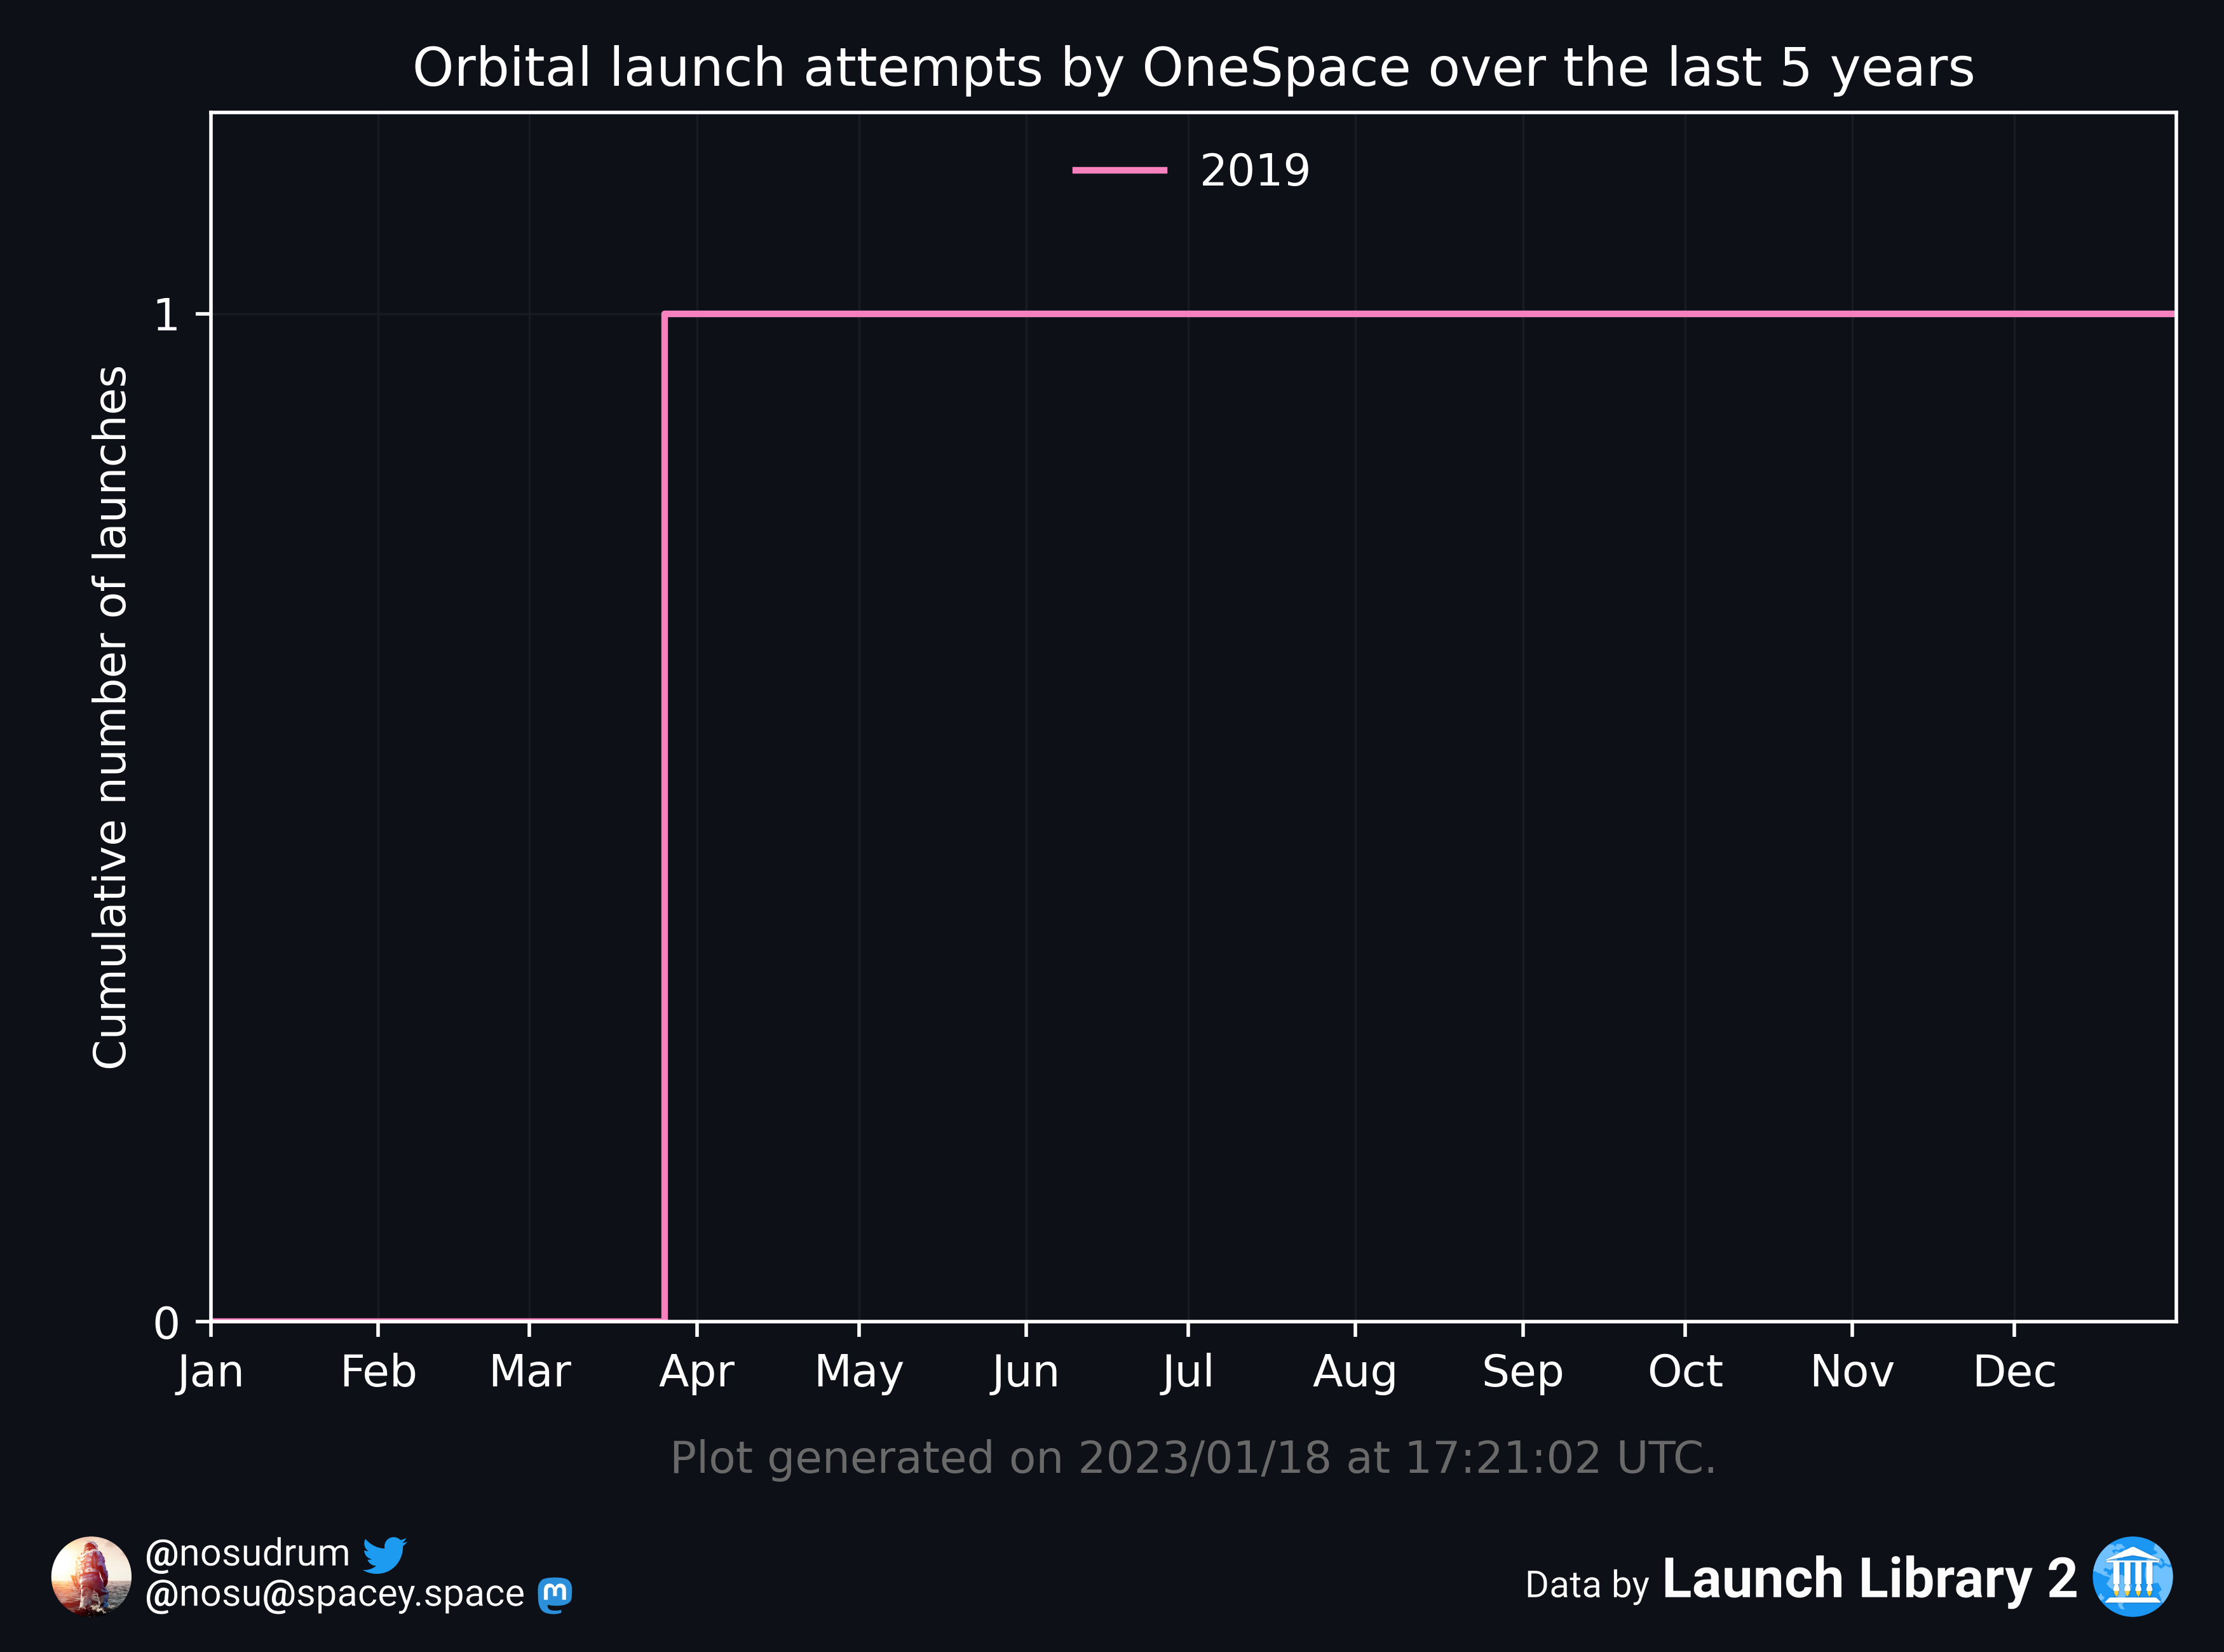 Orbital launch attempts by OneSpace over the last 5 years
2019
Cumulative number of launches
1
0
Jan Feb Mar Apr May Jun Jul Aug Sep Oct Nov Dec
Plot generated on 2023/01/18 at 17:21:02 UTC.
@nosudrum
@nosu@spacey.space
Data by Launch Library 2